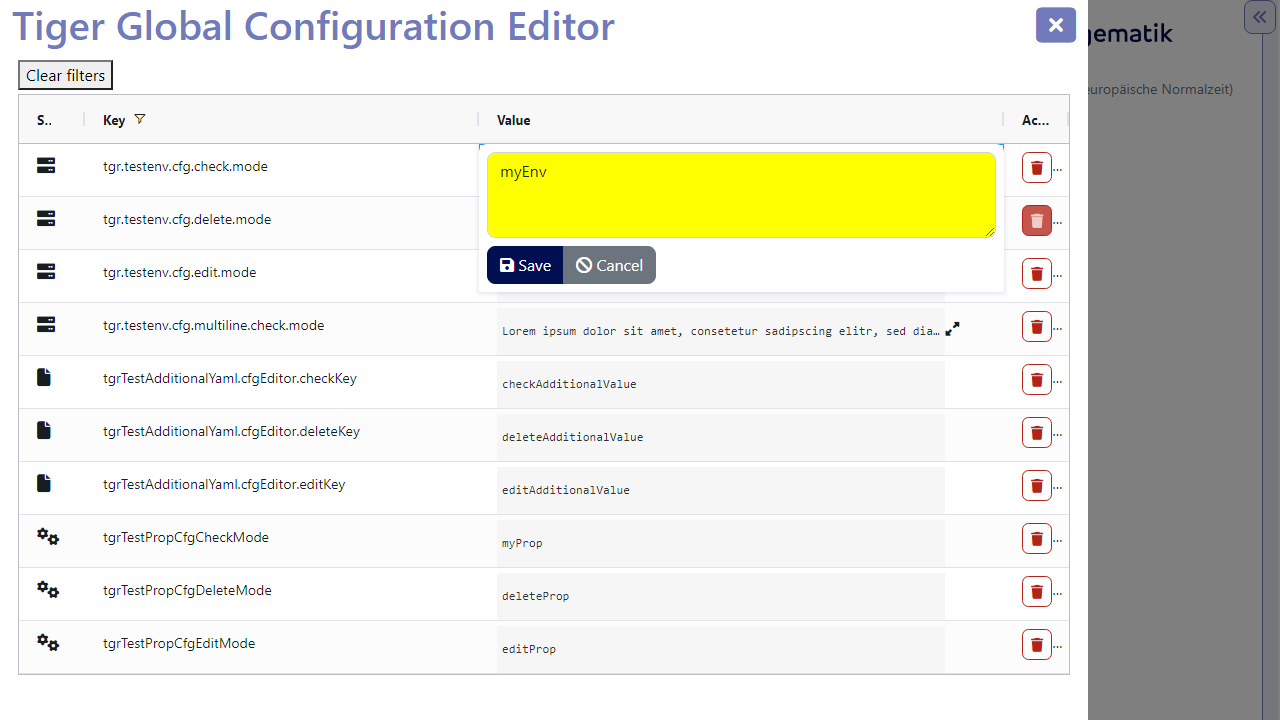 Tiger Global Configuration Editor
gematik
Clear filters
europäische Normalzeit)
S..
Key
Value
Ac...
tgr.testenv.cfg.check.mode
myEnv
...
tgr.testenv.cfg.delete.mode
...
Save
Cancel
tgr.testenv.cfg.edit.mode
...
tgr.testenv.cfg.multiline.check.mode
Lorem ipsum dolor sit amet, consetetur sadipscing elitr, sed dia…
...
tgrTestAdditionalYaml.cfgEditor.checkKey
checkAdditionalValue
...
tgrTestAdditionalYaml.cfgEditor.deleteKey
deleteAdditionalValue
...
tgrTestAdditionalYaml.cfgEditor.editKey
editAdditionalValue
...
tgrTestPropCfgCheckMode
myProp
...
tgrTestPropCfgDeleteMode
deleteProp
...
tgrTestPropCfgEditMode
editProp
...